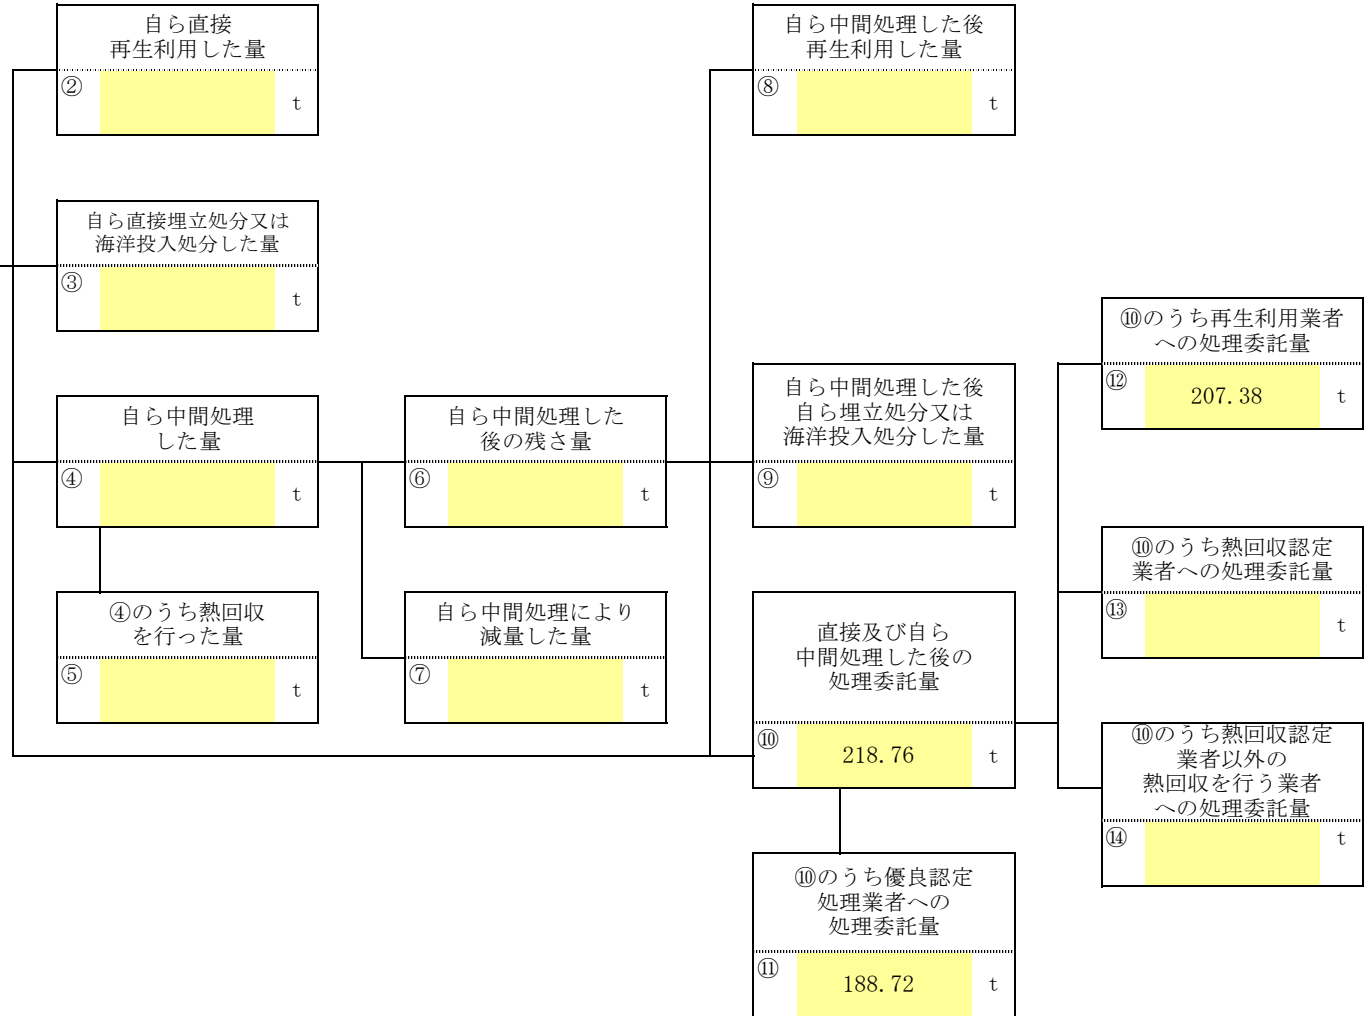 自ら直接
再生利用した量
②
t
自ら中間処理した後
再生利用した量
⑧
t
自ら直接埋立処分又は
海洋投入処分した量
③
t
⑩のうち再生利用業者
への処理委託量
⑫
207.38
t
自ら中間処理
した量
④
t
自ら中間処理した
後の残さ量
⑥
t
自ら中間処理した後
自ら埋立処分又は
海洋投入処分した量
⑨
t
⑩のうち熱回収認定
業者への処理委託量
⑬
t
④のうち熱回収
を行った量
⑤
t
自ら中間処理により
減量した量
⑦
t
直接及び自ら
中間処理した後の
処理委託量
⑩
218.76
t
⑩のうち熱回収認定
業者以外の
熱回収を行う業者
への処理委託量
⑭
t
⑩のうち優良認定
処理業者への
処理委託量
⑪
188.72
t